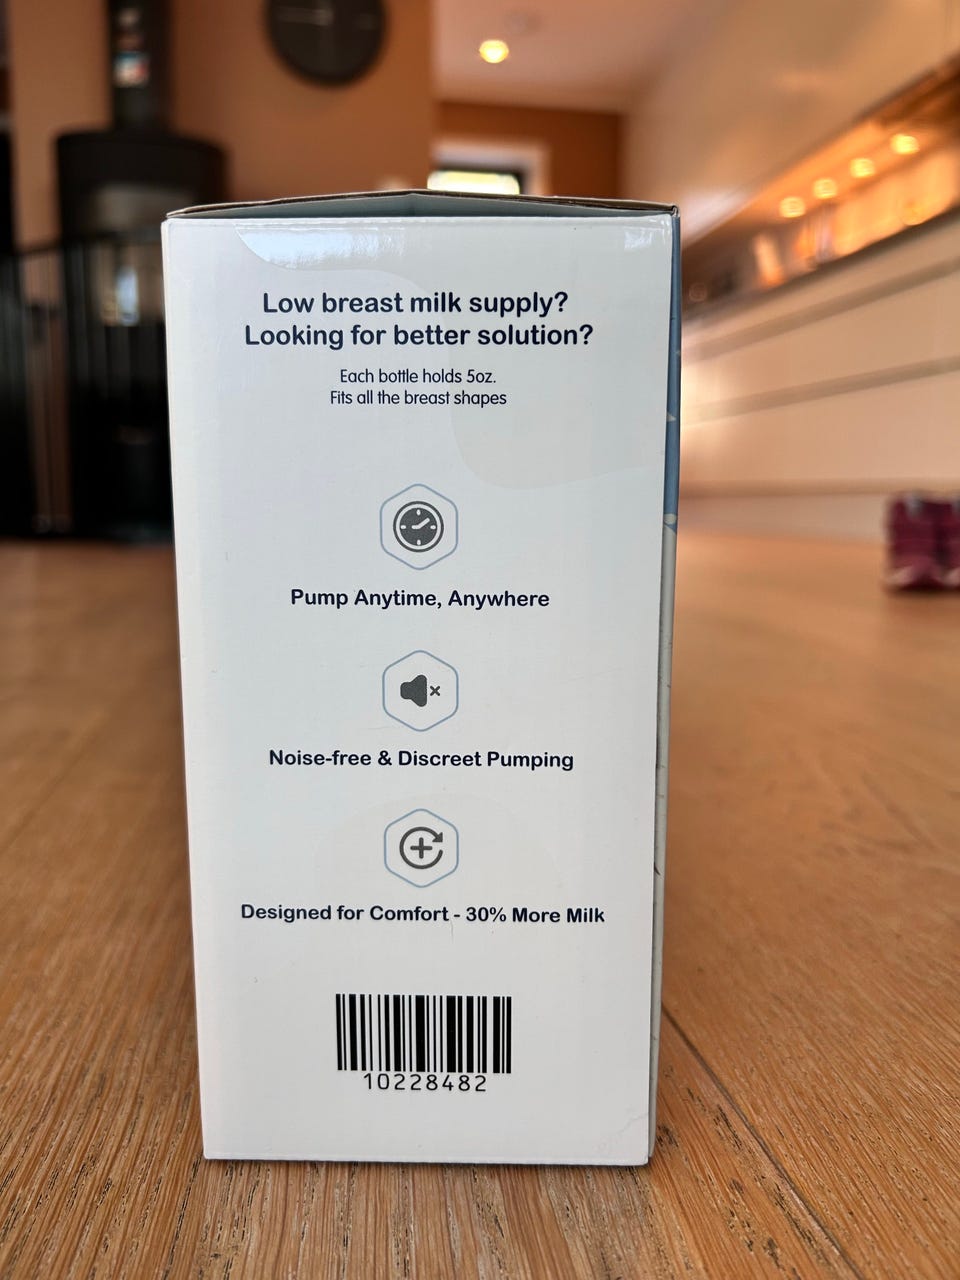 Low breast milk supply?
Looking for better solution?
Each bottle holds 5oz.
Fits all the breast shapes
Pump Anytime, Anywhere
Noise-free & Discreet Pumping
Designed for Comfort - 30% More Milk
10228482